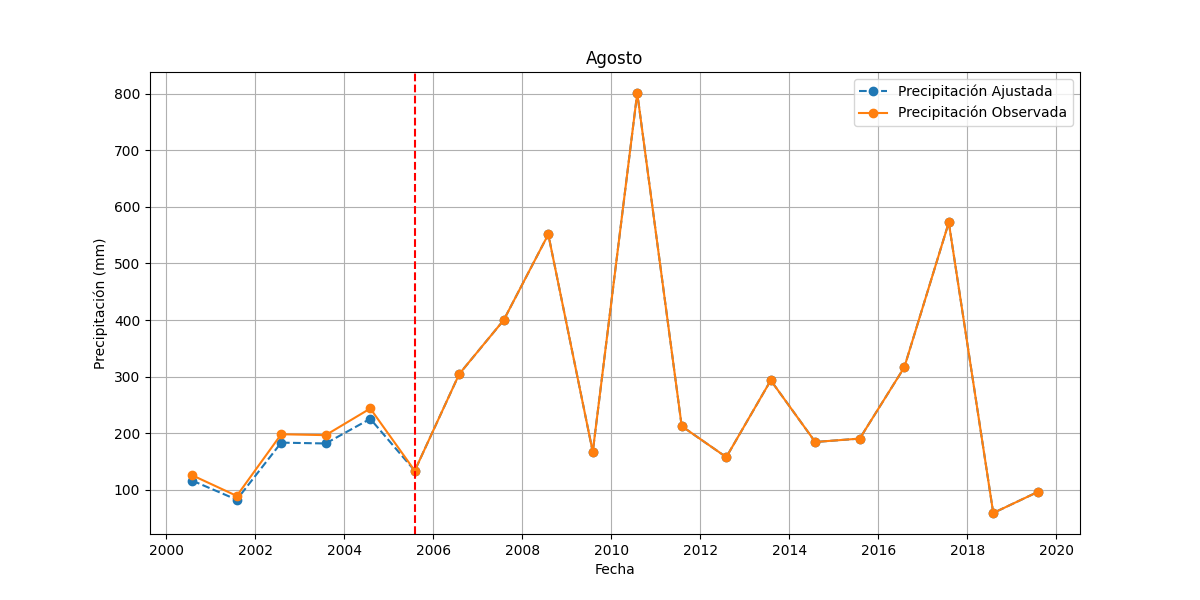 Agosto
Precipitación Ajustada
Precipitación Observada
Precipitación (mm)
800
700
600
500
400
300
200
100
2000 2002 2004 2006 2008 2010 2012 2014 2016 2018 2020
Fecha